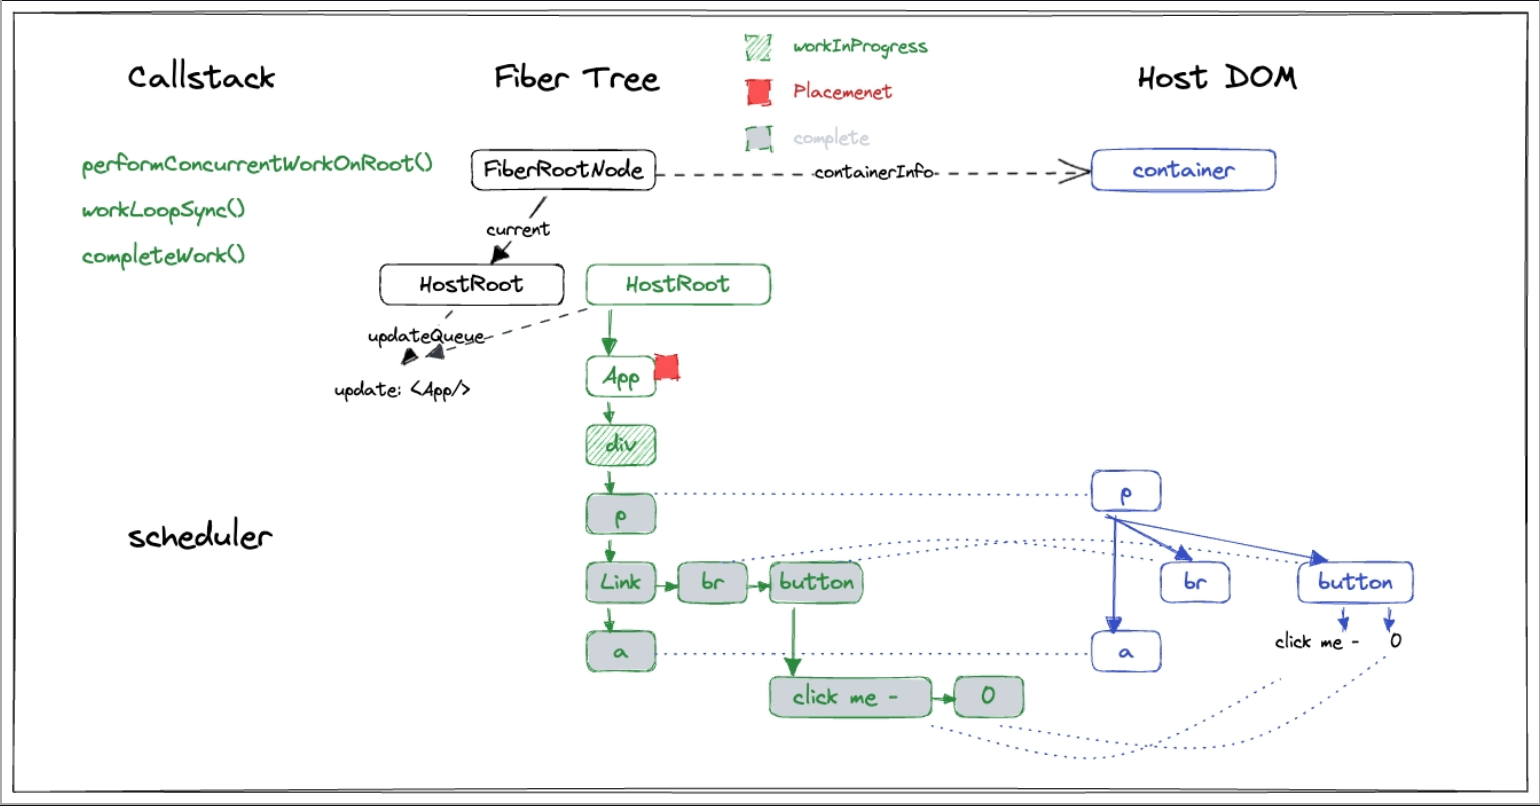 Callstack
Fiber Tree
workInProgress
Placemenet
complete
Host DOM
performConcurrentWorkOnRoot()
workLoopSync()
completeWork()
FiberRootNode
containerInfo
container
current
HostRoot
HostRoot
updateQueue
update: <App/>
App
div
p
p
scheduler
Link
br
button
br
button
a
a
click me -
0
click me -
0